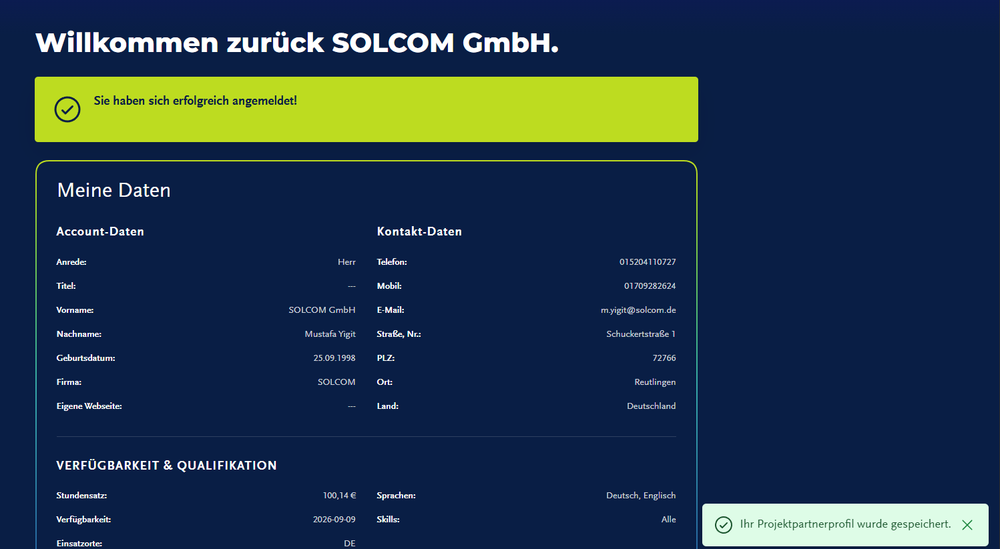 Willkommen zurück SOLCOM GmbH.
Sie haben sich erfolgreich angemeldet!
Meine Daten
Account-Daten
Anrede: Herr
Titel: ---
Vorname: SOLCOM GmbH
Nachname: Mustafa Yigit
Geburtsdatum: 25.09.1998
Firma: SOLCOM
Eigene Webseite: ---
Kontakt-Daten
Telefon: 015204110727
Mobil: 01709282624
E-Mail: m.yigit@solcom.de
Straße, Nr.: Schuckertstraße 1
PLZ: 72766
Ort: Reutlingen
Land: Deutschland
VERFÜGBARKEIT & QUALIFIKATION
Stundensatz: 100,14 €
Verfügbarkeit: 2026-09-09
Einsatzorte: DE
Sprachen: Deutsch, Englisch
Skills: Alle
Ihr Projektpartnerprofil wurde gespeichert.